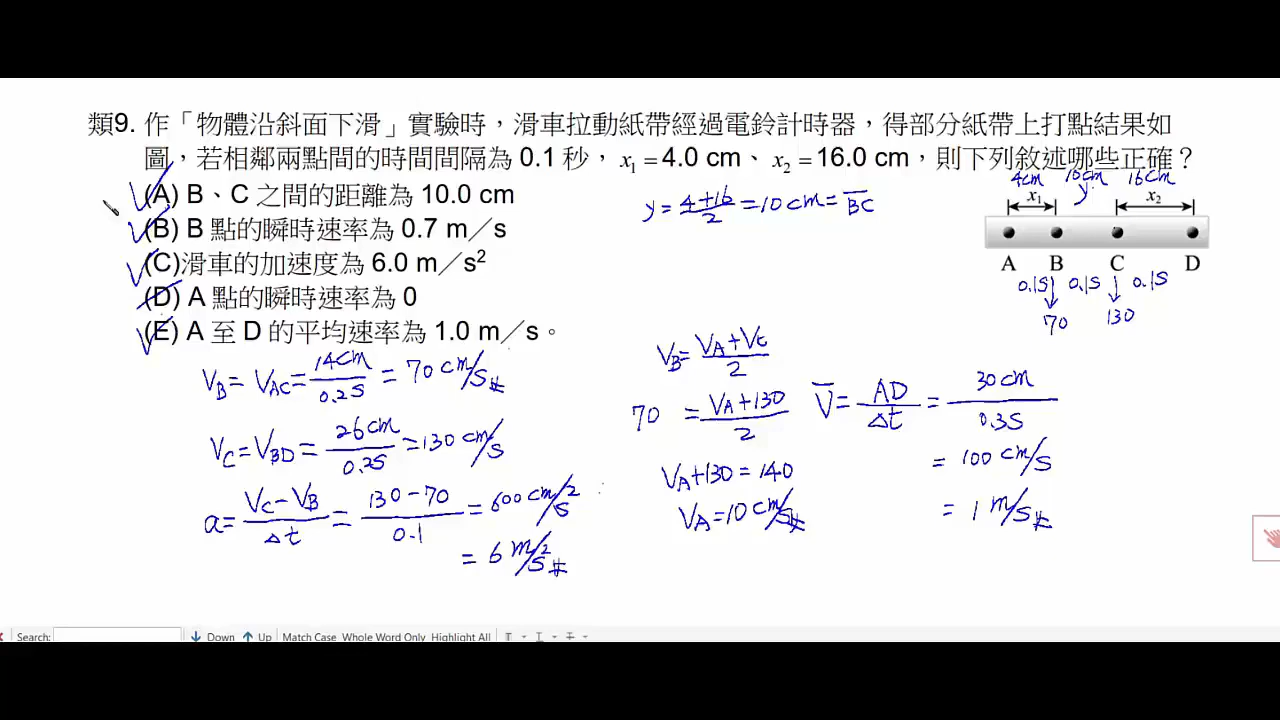 類9. 作「物體沿斜面下滑」實驗時，滑車拉動紙帶經過電鈴計時器，得部分紙帶上打點結果如
圖，若相鄰兩點間的時間間隔為 0.1 秒， x₁ =4.0 cm、 x₂ =16.0 cm，則下列敘述哪些正確？
(A) B、C 之間的距離為 10.0 cm
(B) B 點的瞬時速率為 0.7 m／s
(C)滑車的加速度為 6.0 m／s²
(D) A 點的瞬時速率為 0
(E) A 至 D 的平均速率為 1.0 m／s。
y = (4+16)/2 = 10 cm = BC̅
4cm 10cm 16cm
x₁ y x₂
A B C D
0.1S 0.1S 0.1S
70 130
V_B = V_AC = 14cm/0.2S = 70 cm/s #
V_C = V_BD = 26cm/0.2S = 130 cm/s
a = (V_C − V_B)/Δt = (130−70)/0.1 = 600 cm/s²
= 6 m/s² #
V_B = (V_A + V_C)/2
70 = (V_A + 130)/2
V_A + 130 = 140
V_A = 10 cm/s #
V̅ = AD/Δt = 30 cm/0.3S
= 100 cm/s
= 1 m/s #
Search: Down Up Match Case Whole Word Only Highlight All